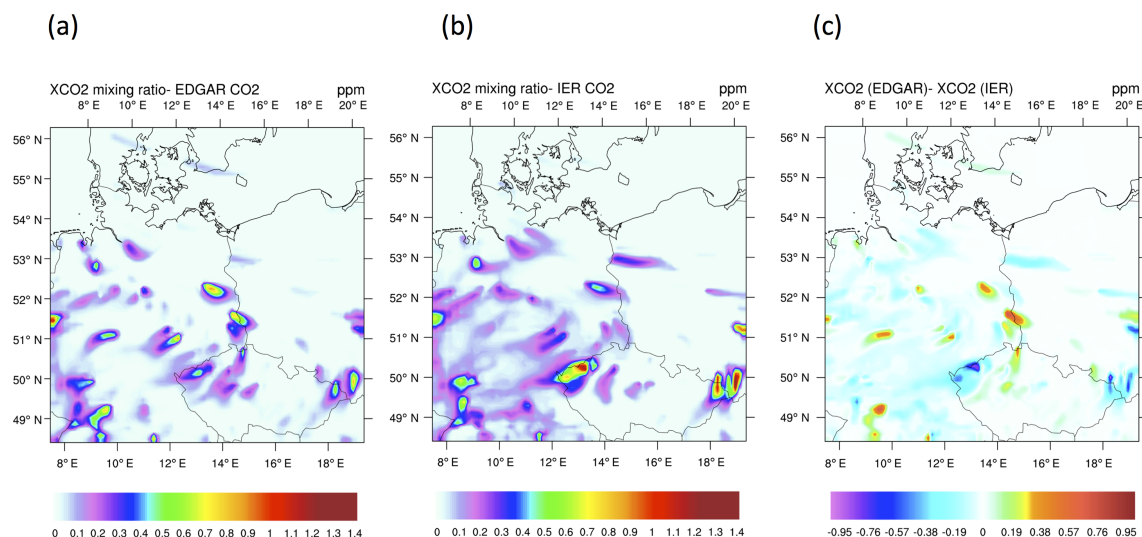 (a) (b) (c)
XCO2 mixing ratio- EDGAR CO2 ppm
8° E 10° E 12° E 14° E 16° E 18° E 20° E
56° N
55° N
54° N
53° N
52° N
51° N
50° N
49° N
8° E 10° E 12° E 14° E 16° E 18° E
0 0.1 0.2 0.3 0.4 0.5 0.6 0.7 0.8 0.9 1 1.1 1.2 1.3 1.4
XCO2 mixing ratio- IER CO2 ppm
8° E 10° E 12° E 14° E 16° E 18° E 20° E
56° N
55° N
54° N
53° N
52° N
51° N
50° N
49° N
8° E 10° E 12° E 14° E 16° E 18° E
0 0.1 0.2 0.3 0.4 0.5 0.6 0.7 0.8 0.9 1 1.1 1.2 1.3 1.4
XCO2 (EDGAR)- XCO2 (IER) ppm
8° E 10° E 12° E 14° E 16° E 18° E 20° E
56° N
55° N
54° N
53° N
52° N
51° N
50° N
49° N
8° E 10° E 12° E 14° E 16° E 18° E
-0.95 -0.76 -0.57 -0.38 -0.19 0 0.19 0.38 0.57 0.76 0.95